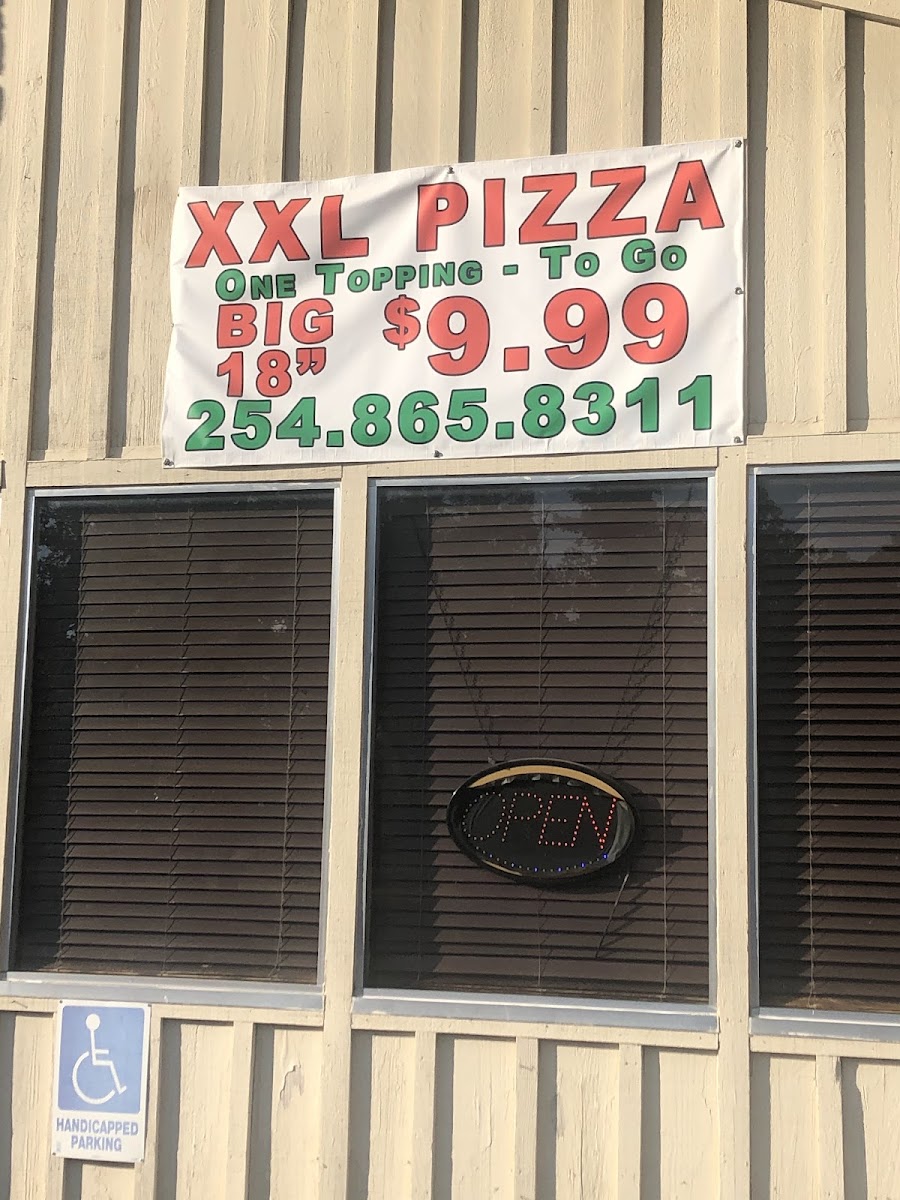 XXL PIZZA
ONE TOPPING - TO GO
BIG $9.99
18”
254.865.8311
OPEN
HANDICAPPED
PARKING